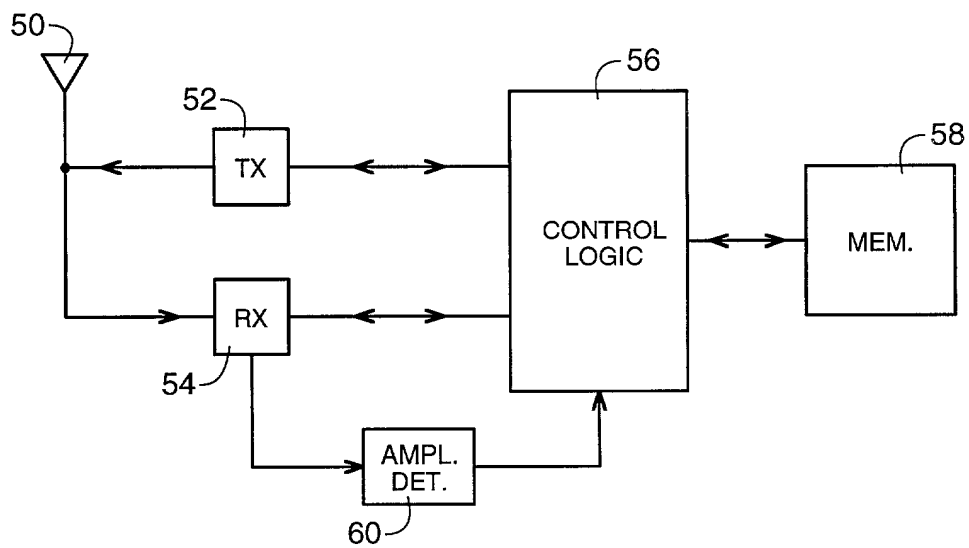 50
52
TX
56
CONTROL
LOGIC
58
MEM.
RX
54
AMPL.
DET.
60